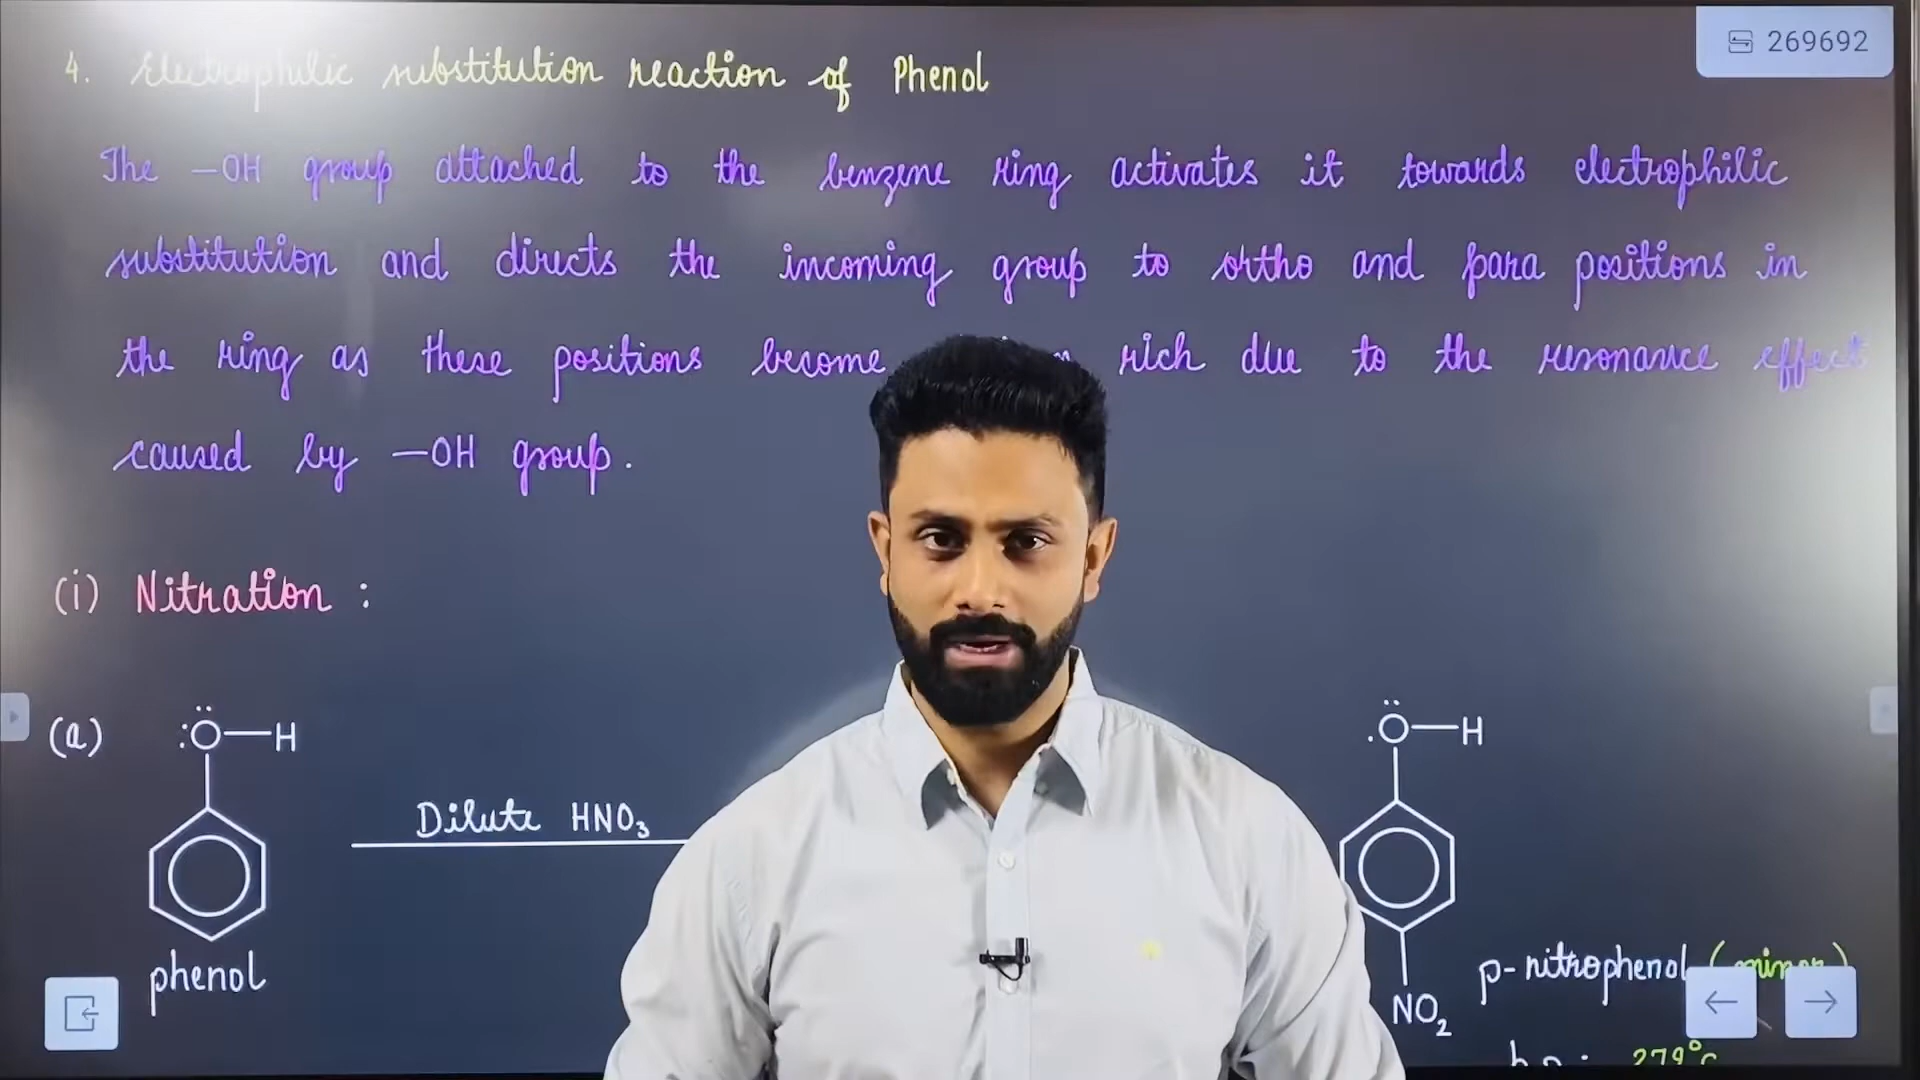 269692
4. Electrophilic substitution reaction of Phenol
The –OH group attached to the benzene ring activates it towards electrophilic
substitution and directs the incoming group to ortho and para positions in
the ring as these positions become rich due to the resonance effect
caused by –OH group.
(i) Nitration :
(a)
O–H
O–H
Dilute HNO3
phenol
p-nitrophenol (minor)
NO2
279°C